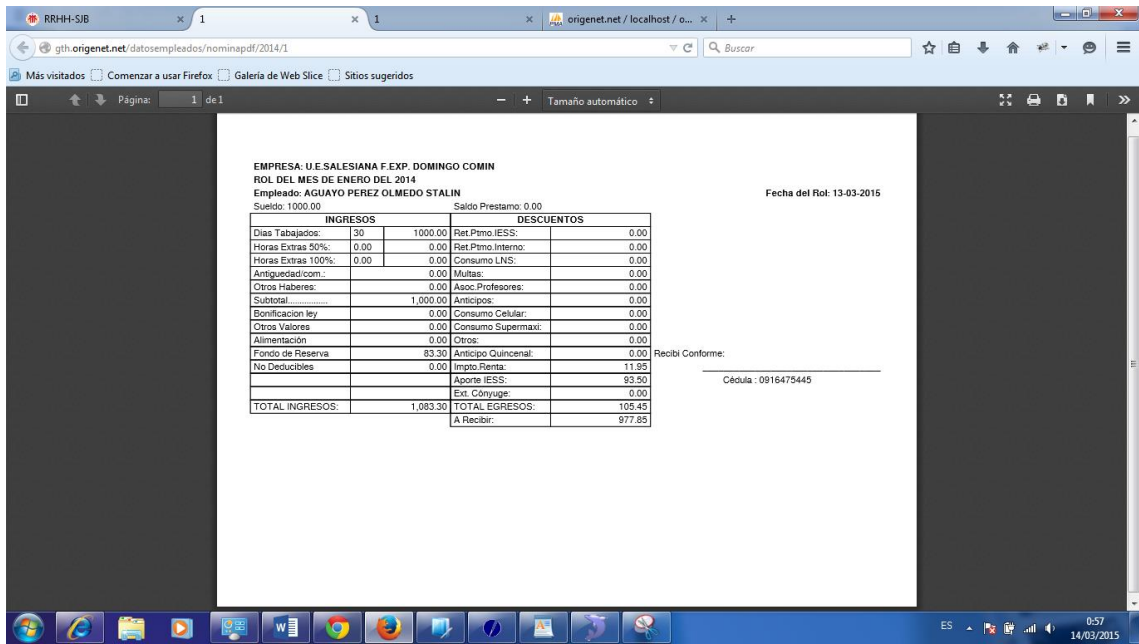 RRHH-SJB
1
1
origenet.net / localhost / o...
gth.origenet.net/datosempleados/nominapdf/2014/1
Buscar
Más visitados
Comenzar a usar Firefox
Galería de Web Slice
Sitios sugeridos
Página: 1 de 1
Tamaño automático
EMPRESA: U.E.SALESIANA F.EXP. DOMINGO COMIN
ROL DEL MES DE ENERO DEL 2014
Empleado: AGUAYO PEREZ OLMEDO STALIN Fecha del Rol: 13-03-2015
Sueldo: 1000.00 Saldo Prestamo: 0.00
INGRESOS DESCUENTOS
Dias Tabajados: 30 1000.00 Ret.Ptmo.IESS: 0.00
Horas Extras 50%: 0.00 0.00 Ret.Ptmo.Interno: 0.00
Horas Extras 100%: 0.00 0.00 Consumo LNS: 0.00
Antiguedad/com.: 0.00 Multas: 0.00
Otros Haberes: 0.00 Asoc.Profesores: 0.00
Subtotal................ 1,000.00 Anticipos: 0.00
Bonificacion ley 0.00 Consumo Celular: 0.00
Otros Valores 0.00 Consumo Supermaxi: 0.00
Alimentación 0.00 Otros: 0.00
Fondo de Reserva 83.30 Anticipo Quincenal: 0.00 Recibi Conforme:
No Deducibles 0.00 Impto.Renta: 11.95
Aporte IESS: 93.50 Cédula : 0916475445
Ext. Cónyuge: 0.00
TOTAL INGRESOS: 1,083.30 TOTAL EGRESOS: 105.45
A Recibir: 977.85
ES
0:57
14/03/2015